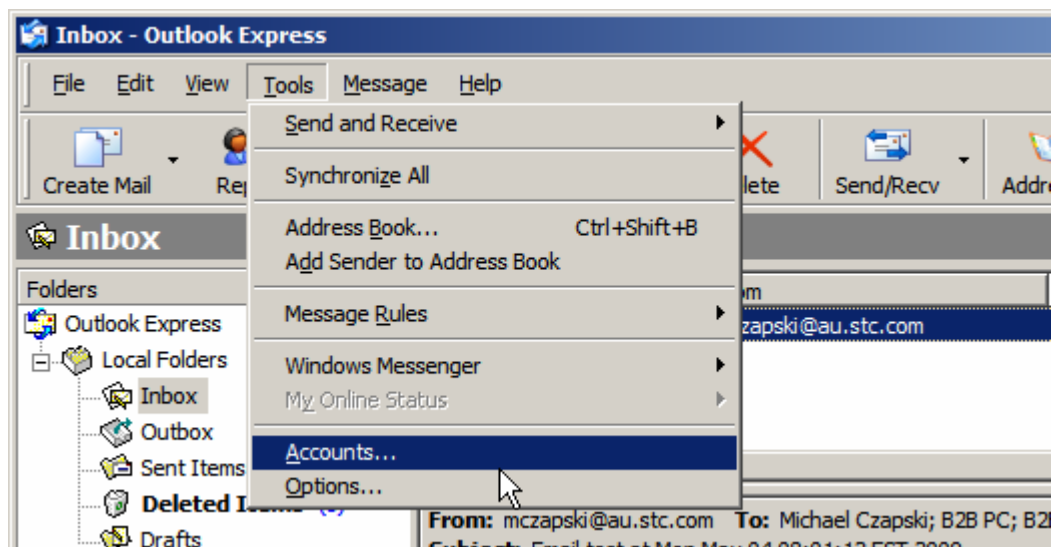 Inbox - Outlook Express
File Edit View Tools Message Help
Send and Receive
Synchronize All
Create Mail Send/Recv
Address Book... Ctrl+Shift+B
Inbox
Add Sender to Address Book
Folders
Message Rules
Outlook Express zapski@au.stc.com
Local Folders
Windows Messenger
Inbox My Online Status
Outbox
Accounts...
Sent Items
Options...
Deleted
From: mczapski@au.stc.com To: Michael Czapski; B2B PC;
Drafts